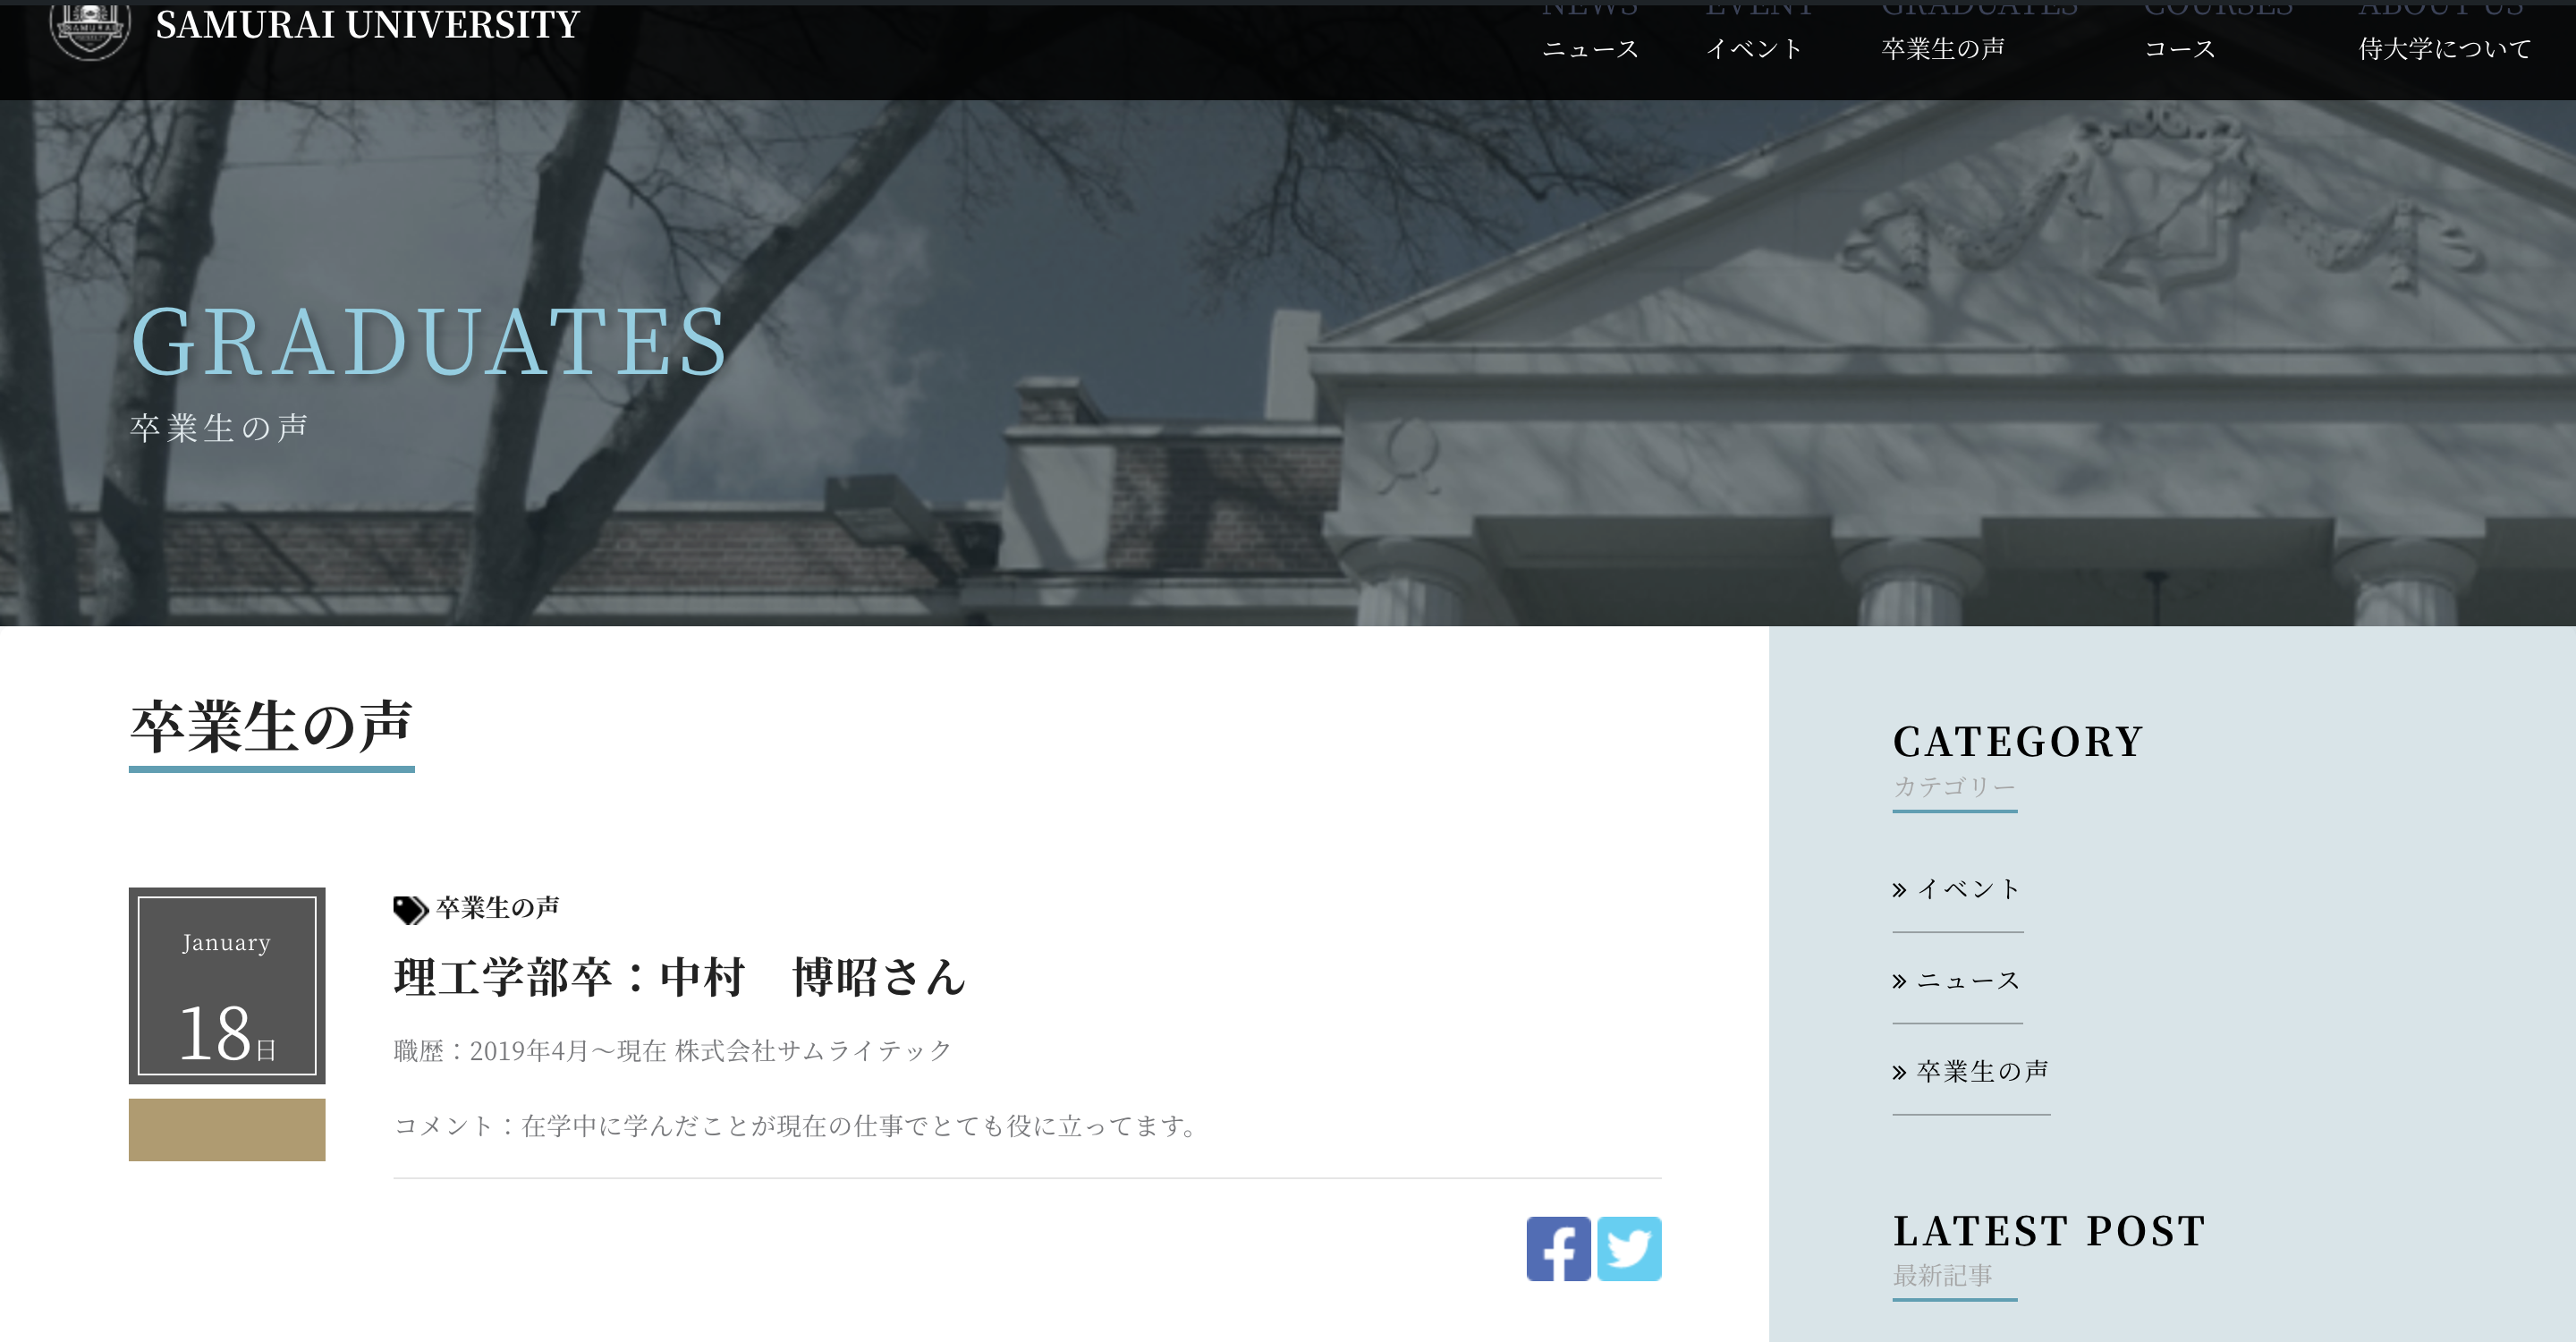 SAMURAI UNIVERSITY
NEWS EVENT GRADUATES COURSES ABOUT US
ニュース イベント 卒業生の声 コース 侍大学について
GRADUATES
卒業生の声
卒業生の声
January
18日
卒業生の声
理工学部卒：中村　博昭さん
職歴：2019年4月〜現在 株式会社サムライテック
コメント：在学中に学んだことが現在の仕事でとても役に立ってます。
CATEGORY
カテゴリー
» イベント
» ニュース
» 卒業生の声
LATEST POST
最新記事